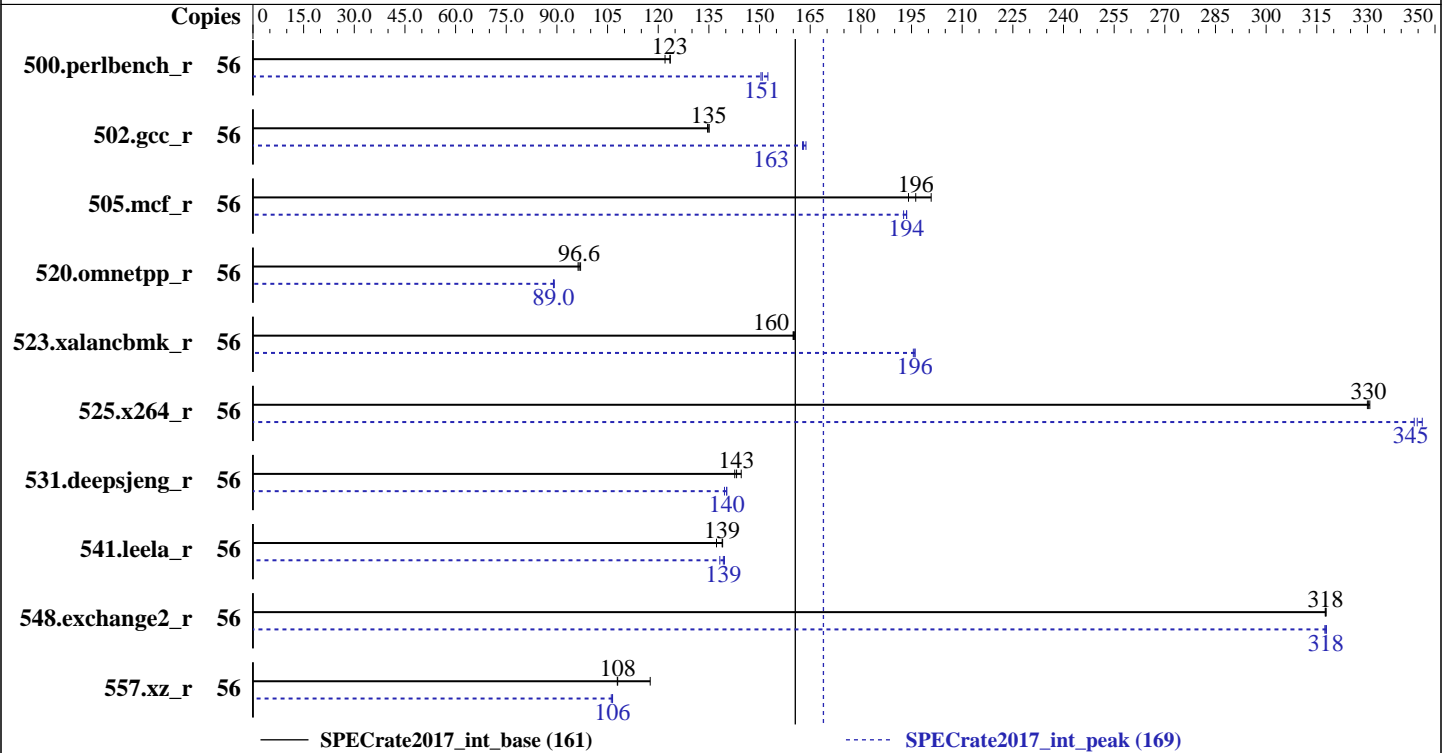 Copies 0 15.0 30.0 45.0 60.0 75.0 90.0 105 120 135 150 165 180 195 210 225 240 255 270 285 300 315 330 350
123
500.perlbench_r 56
151
135
502.gcc_r 56
163
196
505.mcf_r 56
194
96.6
520.omnetpp_r 56
89.0
160
523.xalancbmk_r 56
196
330
525.x264_r 56
345
143
531.deepsjeng_r 56
140
139
541.leela_r 56
139
318
548.exchange2_r 56
318
108
557.xz_r 56
106
SPECrate2017_int_base (161) SPECrate2017_int_peak (169)